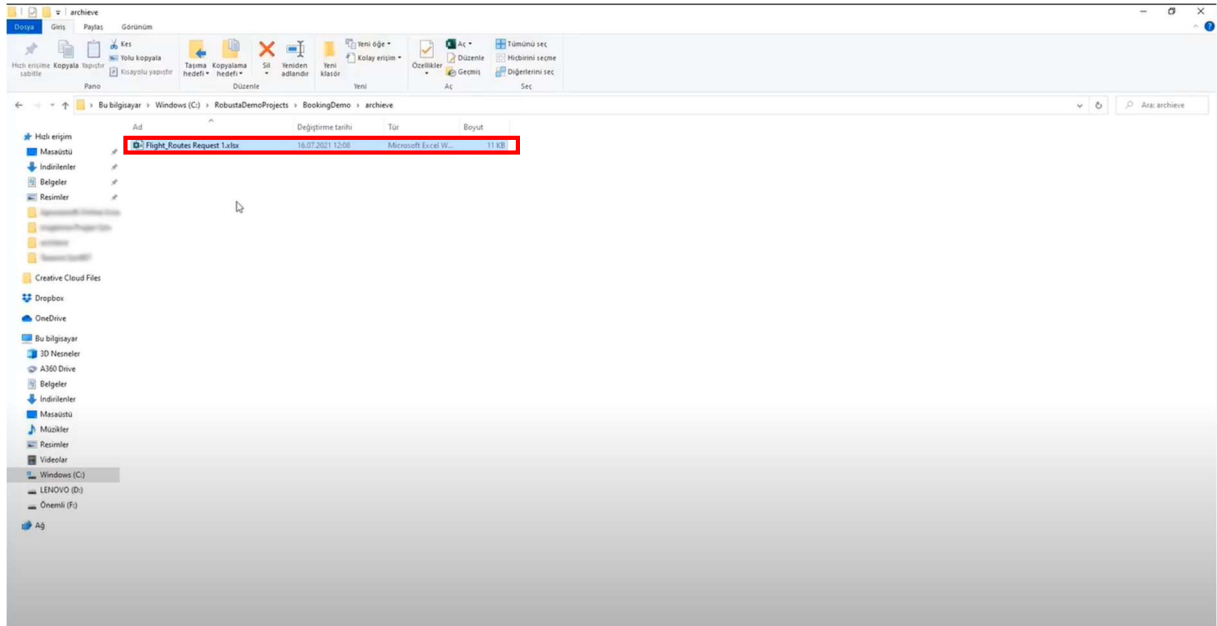 archieve
Dosya Giriş Paylaş Görünüm
Hızlı erişime sabitle
Kopyala
Yapıştır
Kes
Yolu kopyala
Kısayolu yapıştır
Pano
Taşıma hedefi
Kopyalama hedefi
Sil
Yeniden adlandır
Düzenle
Yeni klasör
Yeni öğe
Kolay erişim
Yeni
Özellikler
Aç
Düzenle
Geçmiş
Aç
Tümünü seç
Hiçbirini seçme
Diğerlerini seç
Seç
Bu bilgisayar › Windows (C:) › RobustaDemoProjects › BookingDemo › archieve
Ara: archieve
Ad Değiştirme tarihi Tür Boyut
Flight_Routes Request 1.xlsx 16.07.2021 12:08 Microsoft Excel W... 11 KB
Hızlı erişim
Masaüstü
İndirilenler
Belgeler
Resimler
Creative Cloud Files
Dropbox
OneDrive
Bu bilgisayar
3D Nesneler
A360 Drive
Belgeler
İndirilenler
Masaüstü
Müzikler
Resimler
Videolar
Windows (C:)
LENOVO (D:)
Önemli (F:)
Ağ